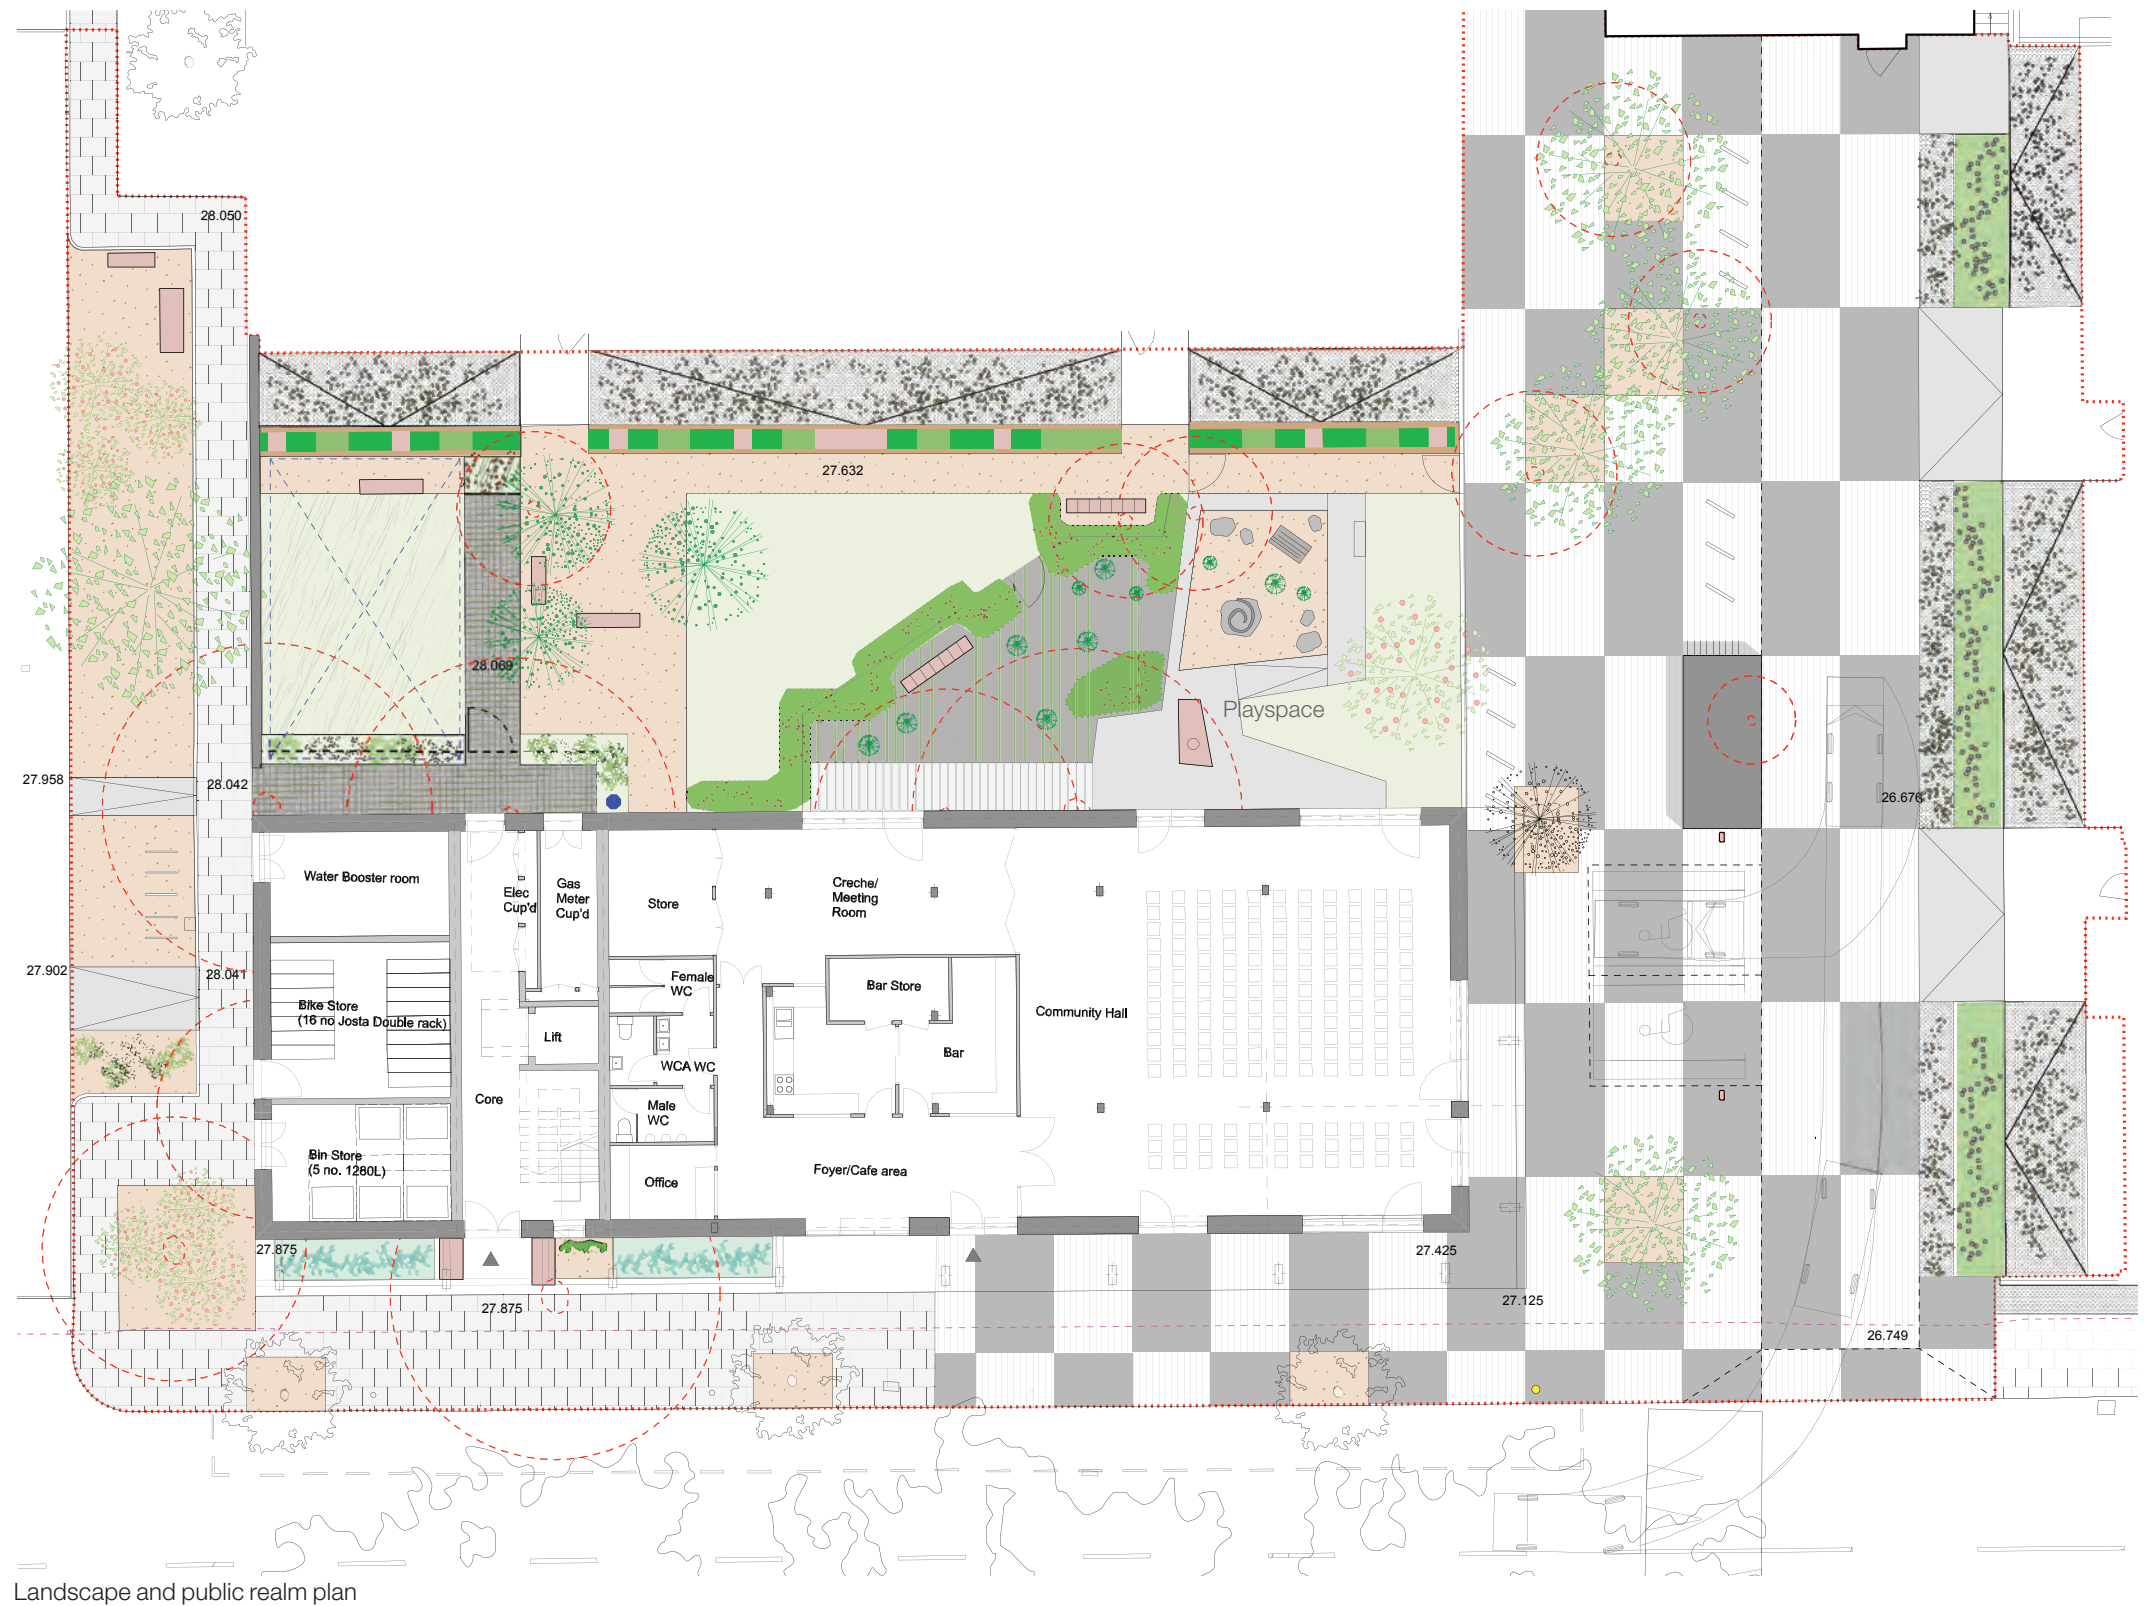 28.050
27.632
28.069
Playspace
27.958
28.042
26.676
Water Booster room
Elec
Cup'd
Gas
Meter
Cup'd
Store
Creche/
Meeting
Room
27.902
28.041
Female
WC
Bar Store
Bike Store
(16 no Josta Double rack)
Community Hall
Lift
Bar
WCA WC
Core
Male
WC
Bin Store
(5 no. 1280L)
Foyer/Cafe area
Office
27.875
27.425
27.875
27.125
26.749
Landscape and public realm plan